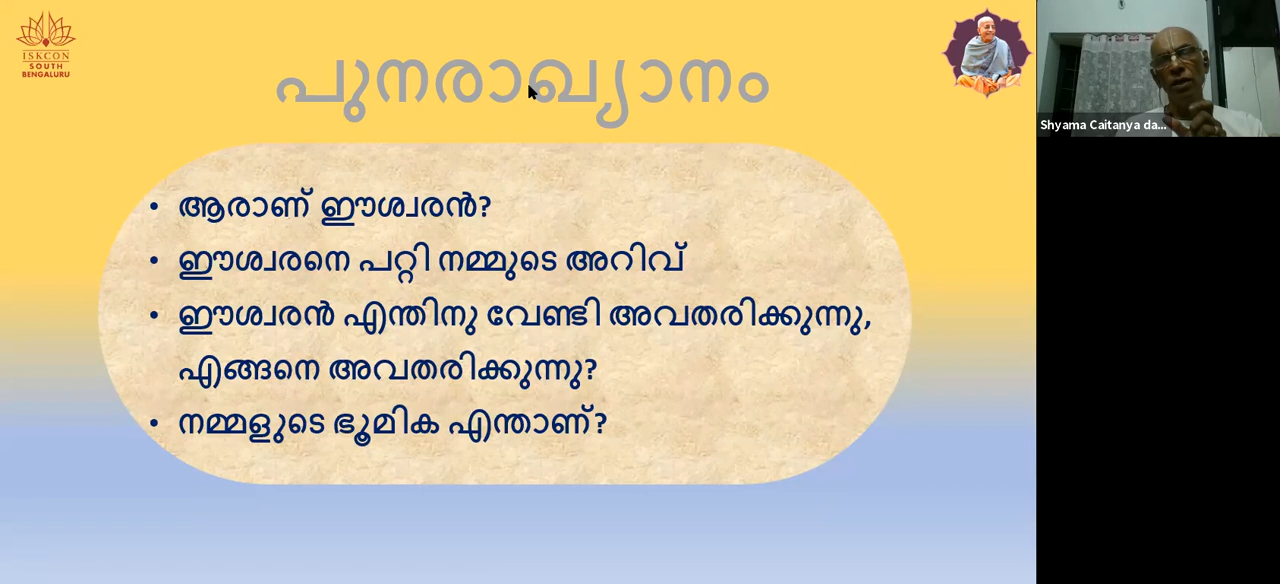 ISKCON
SOUTH
BENGALURU
പുനരാഖ്യാനം
• ആരാണ് ഈശ്വരൻ?
• ഈശ്വരനെ പറ്റി നമ്മുടെ അറിവ്
• ഈശ്വരൻ എന്തിനു വേണ്ടി അവതരിക്കുന്നു,
എങ്ങനെ അവതരിക്കുന്നു?
• നമ്മളുടെ ഭൂമിക എന്താണ്?
Shyama Caitanya da...